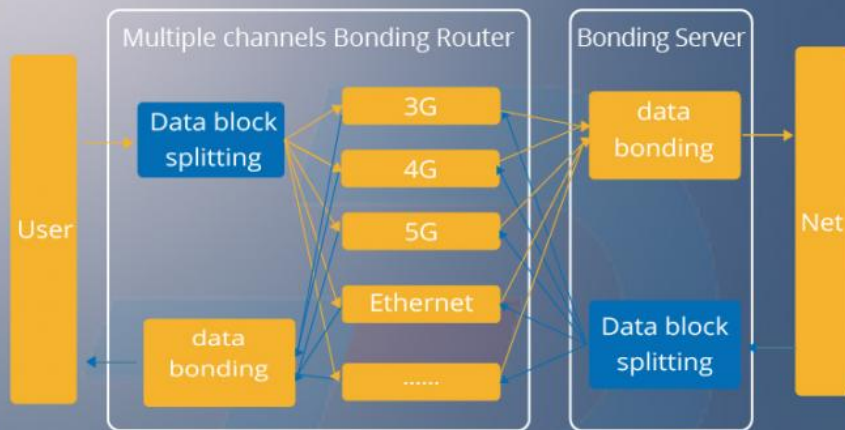 Multiple channels Bonding Router
Bonding Server
User
Data block
splitting
3G
4G
5G
Ethernet
......
data
bonding
data
bonding
Data block
splitting
Net